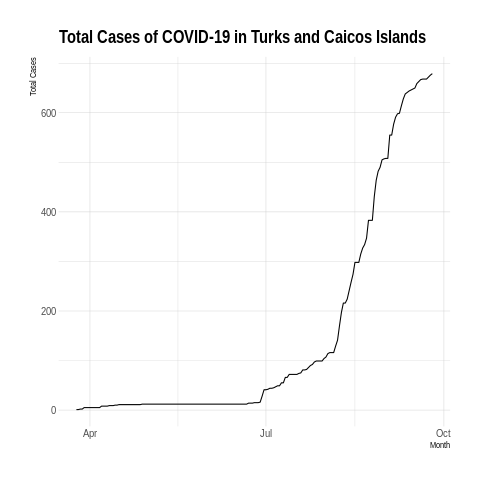 Total Cases of COVID-19 in Turks and Caicos Islands
Total Cases
600
400
200
0
Apr
Jul
Oct
Month